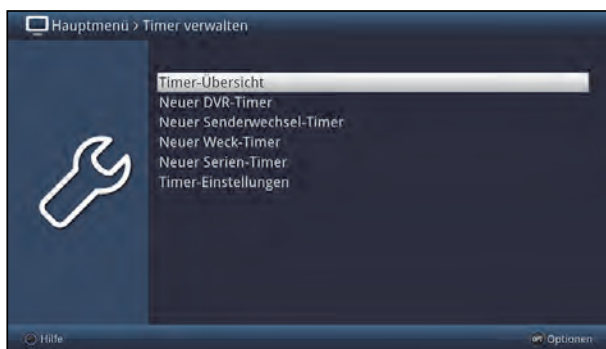 Hauptmenü > Timer verwalten
Timer-Übersicht
Neuer DVR-Timer
Neuer Senderwechsel-Timer
Neuer Weck-Timer
Neuer Serien-Timer
Timer-Einstellungen
Hilfe
OPT Optionen